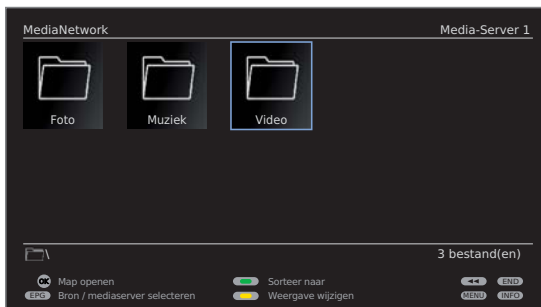 MediaNetwork Media-Server 1
Foto Muziek Video
\ 3 bestand(en)
OK Map openen Sorteer naar ◄◄ END
EPG Bron / mediaserver selecteren Weergave wijzigen MENU INFO